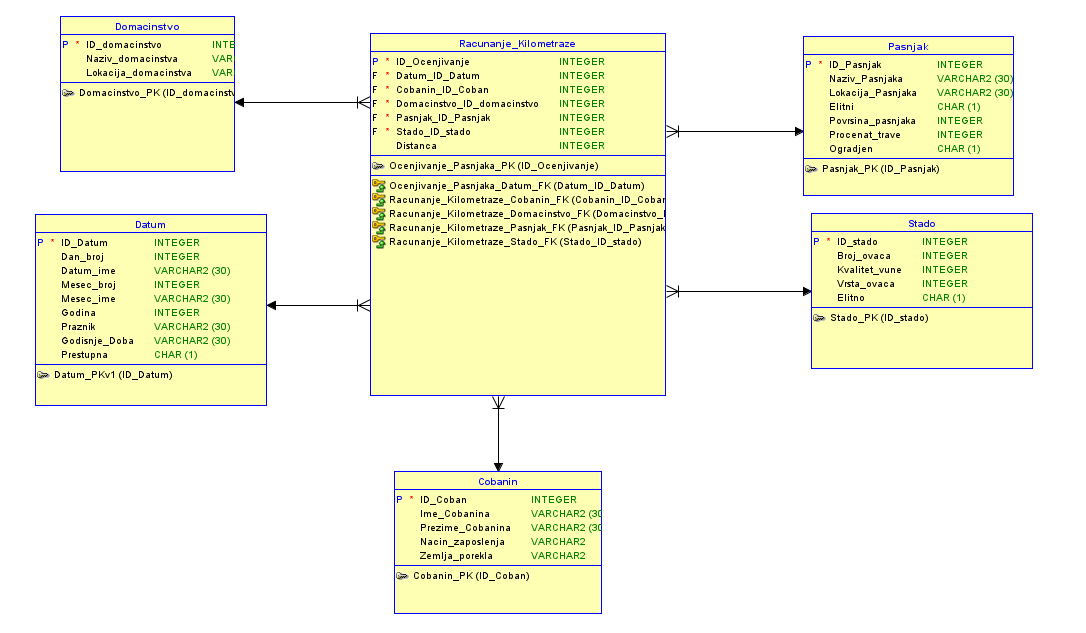 Domacinstvo
P * ID_domacinstvo INTE
Naziv_domacinstva VAR
Lokacija_domacinstva VAR
Domacinstvo_PK (ID_domacinstv
Racunanje_Kilometraze
P * ID_Ocenjivanje INTEGER
F * Datum_ID_Datum INTEGER
F * Cobanin_ID_Coban INTEGER
F * Domacinstvo_ID_domacinstvo INTEGER
F * Pasnjak_ID_Pasnjak INTEGER
F * Stado_ID_stado INTEGER
Distanca INTEGER
Ocenjivanje_Pasnjaka_PK (ID_Ocenjivanje)
Ocenjivanje_Pasnjaka_Datum_FK (Datum_ID_Datum)
Racunanje_Kilometraze_Cobanin_FK (Cobanin_ID_Coban
Racunanje_Kilometraze_Domacinstvo_FK (Domacinstvo_I
Racunanje_Kilometraze_Pasnjak_FK (Pasnjak_ID_Pasnjak
Racunanje_Kilometraze_Stado_FK (Stado_ID_stado)
Pasnjak
P * ID_Pasnjak INTEGER
Naziv_Pasnjaka VARCHAR2 (30)
Lokacija_Pasnjaka VARCHAR2 (30)
Elitni CHAR (1)
Povrsina_pasnjaka INTEGER
Procenat_trave INTEGER
Ogradjen CHAR (1)
Pasnjak_PK (ID_Pasnjak)
Datum
P * ID_Datum INTEGER
Dan_broj INTEGER
Datum_ime VARCHAR2 (30)
Mesec_broj INTEGER
Mesec_ime VARCHAR2 (30)
Godina INTEGER
Praznik VARCHAR2 (30)
Godisnje_Doba VARCHAR2 (30)
Prestupna CHAR (1)
Datum_PKv1 (ID_Datum)
Stado
P * ID_stado INTEGER
Broj_ovaca INTEGER
Kvalitet_vune INTEGER
Vrsta_ovaca INTEGER
Elitno CHAR (1)
Stado_PK (ID_stado)
Cobanin
P * ID_Coban INTEGER
Ime_Cobanina VARCHAR2 (30
Prezime_Cobanina VARCHAR2 (30
Nacin_zaposlenja VARCHAR2
Zemlja_porekla VARCHAR2
Cobanin_PK (ID_Coban)